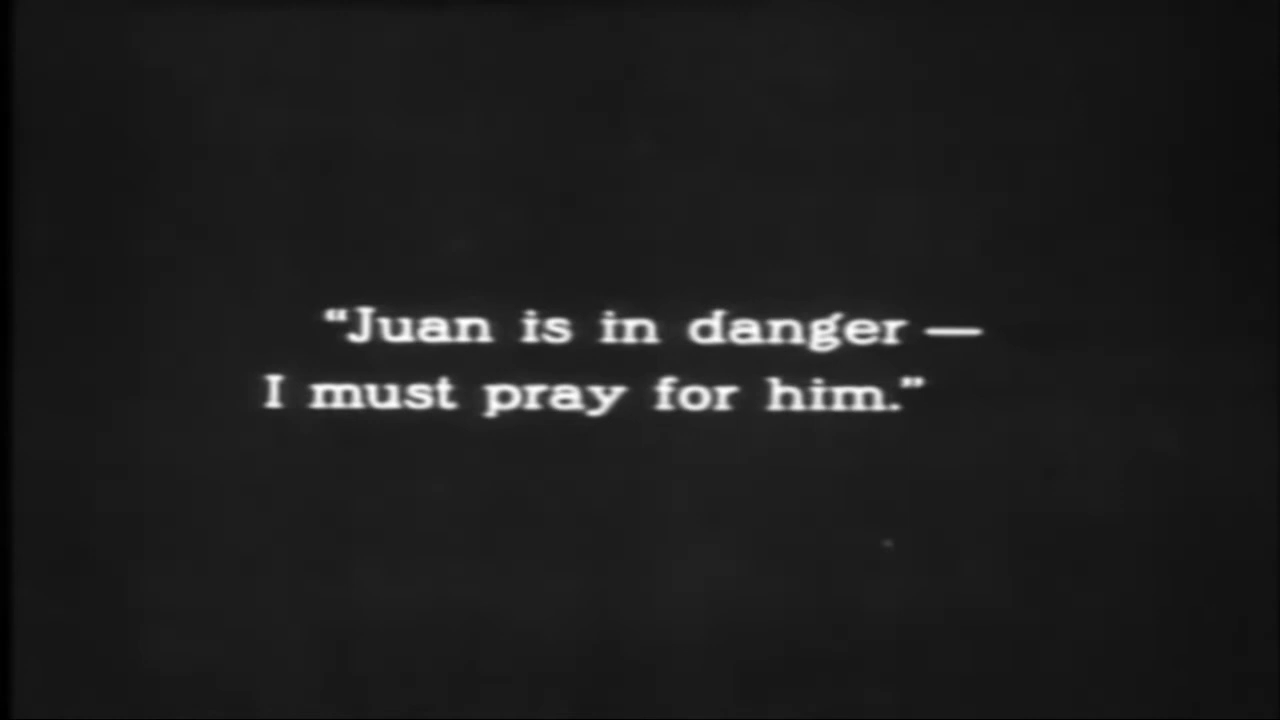 “Juan is in danger —
I must pray for him.”